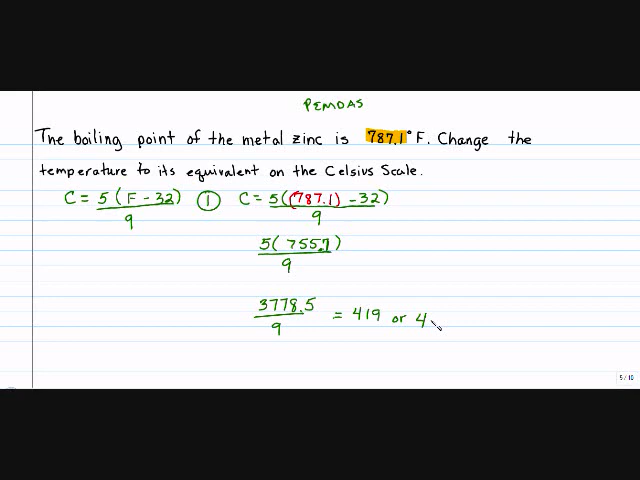 PEMDAS
The boiling point of the metal zinc is 787.1° F. Change the
temperature to its equivalent on the Celsius Scale.
C = 5 ( F - 32) / 9 ① C = 5((787.1) - 32) / 9
5( 755.1) / 9
3778.5 / 9 = 419 or 4
5 / 10